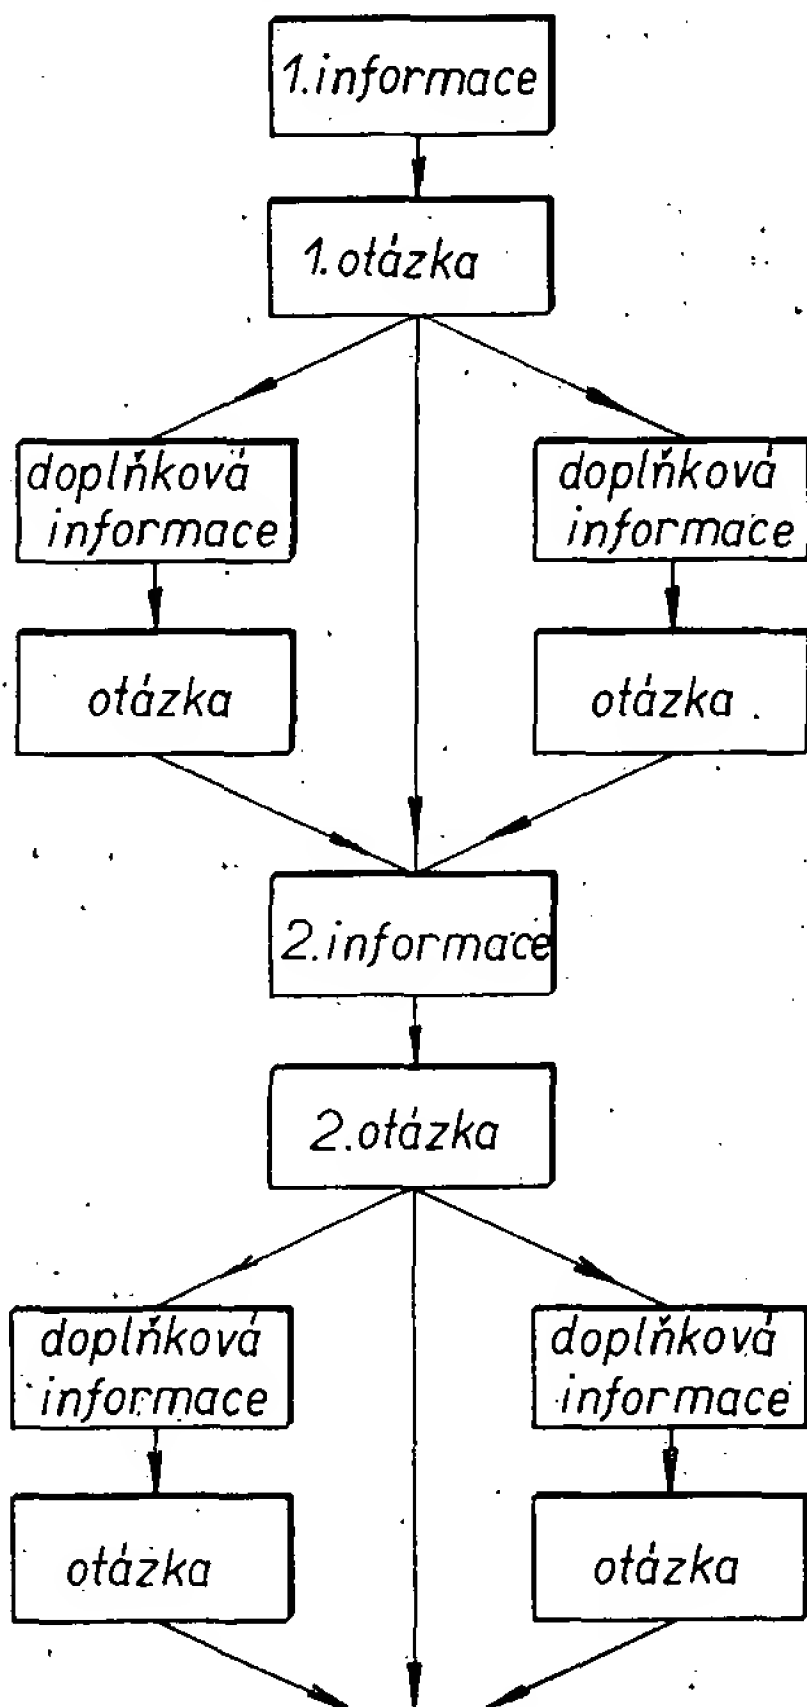 1.informace
1.otázka
doplňková
informace
doplňková
informace
otázka
otázka
2.informace
2.otázka
doplňková
informace
doplňková
informace
otázka
otázka